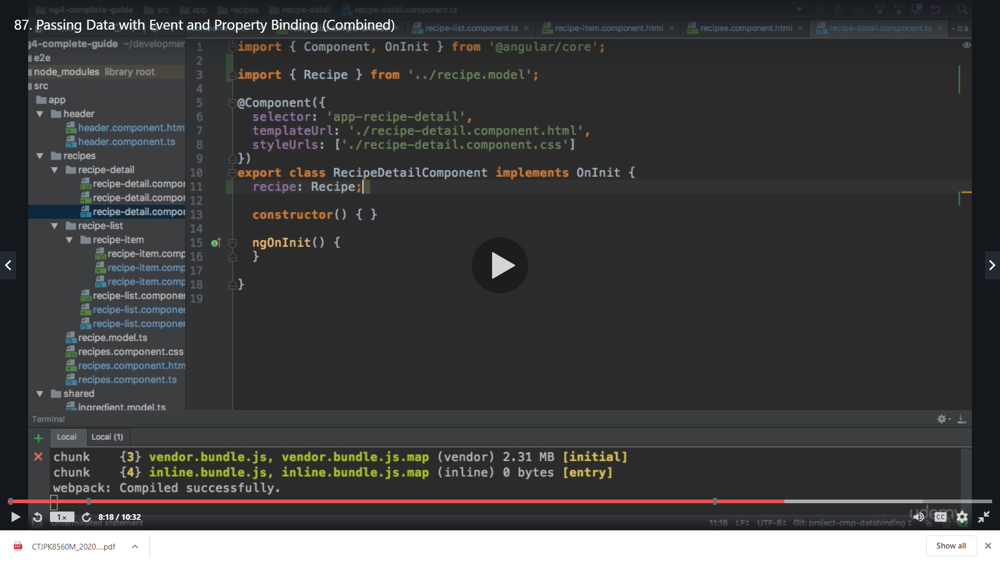 ng4-complete-guide src app recipes recipe-detail recipe-detail.component.ts
87. Passing Data with Event and Property Binding (Combined)
recipe-list.component.ts recipe-item.component.html recipes.component.html recipe-detail.component.ts 5
g4-complete-guide ~/developmen
e2e
node_modules library root
src
app
header
header.component.htm
header.component.ts
recipes
recipe-detail
recipe-detail.compor
recipe-detail.compor
recipe-detail.compor
recipe-list
recipe-item
recipe-item.comp
recipe-item.comp
recipe-item.comp
recipe-list.componer
recipe-list.componer
recipe-list.componer
recipe.model.ts
recipes.component.css
recipes.component.htm
recipes.component.ts
shared
ingredient.model.ts
1 import { Component, OnInit } from '@angular/core';
2
3 import { Recipe } from '../recipe.model';
4
5 @Component({
6 selector: 'app-recipe-detail',
7 templateUrl: './recipe-detail.component.html',
8 styleUrls: ['./recipe-detail.component.css']
9 })
10 export class RecipeDetailComponent implements OnInit {
11 recipe: Recipe;
12
13 constructor() { }
14
15 ngOnInit() {
16 }
17
18 }
19
Terminal
Local Local (1)
chunk {3} vendor.bundle.js, vendor.bundle.js.map (vendor) 2.31 MB [initial]
chunk {4} inline.bundle.js, inline.bundle.js.map (inline) 0 bytes [entry]
webpack: Compiled successfully.
udemy
1x 8:18 / 10:32 CC
Unterminated statement 11:18 LF UTF-8 Git: project-cmp-databinding
CTJPK8560M_2020....pdf Show all